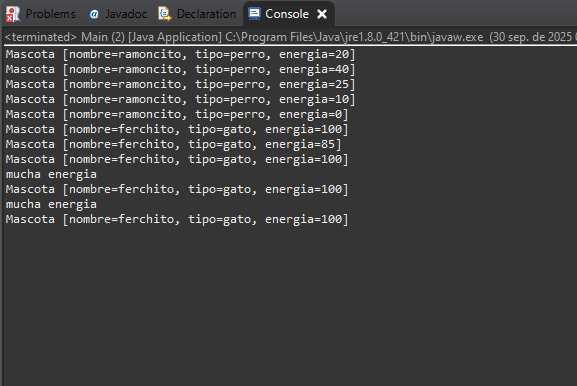 Problems Javadoc Declaration Console
<terminated> Main (2) [Java Application] C:\Program Files\Java\jre1.8.0_421\bin\javaw.exe (30 sep. de 2025
Mascota [nombre=ramoncito, tipo=perro, energia=20]
Mascota [nombre=ramoncito, tipo=perro, energia=40]
Mascota [nombre=ramoncito, tipo=perro, energia=25]
Mascota [nombre=ramoncito, tipo=perro, energia=10]
Mascota [nombre=ramoncito, tipo=perro, energia=0]
Mascota [nombre=ferchito, tipo=gato, energia=100]
Mascota [nombre=ferchito, tipo=gato, energia=85]
Mascota [nombre=ferchito, tipo=gato, energia=100]
mucha energia
Mascota [nombre=ferchito, tipo=gato, energia=100]
mucha energia
Mascota [nombre=ferchito, tipo=gato, energia=100]